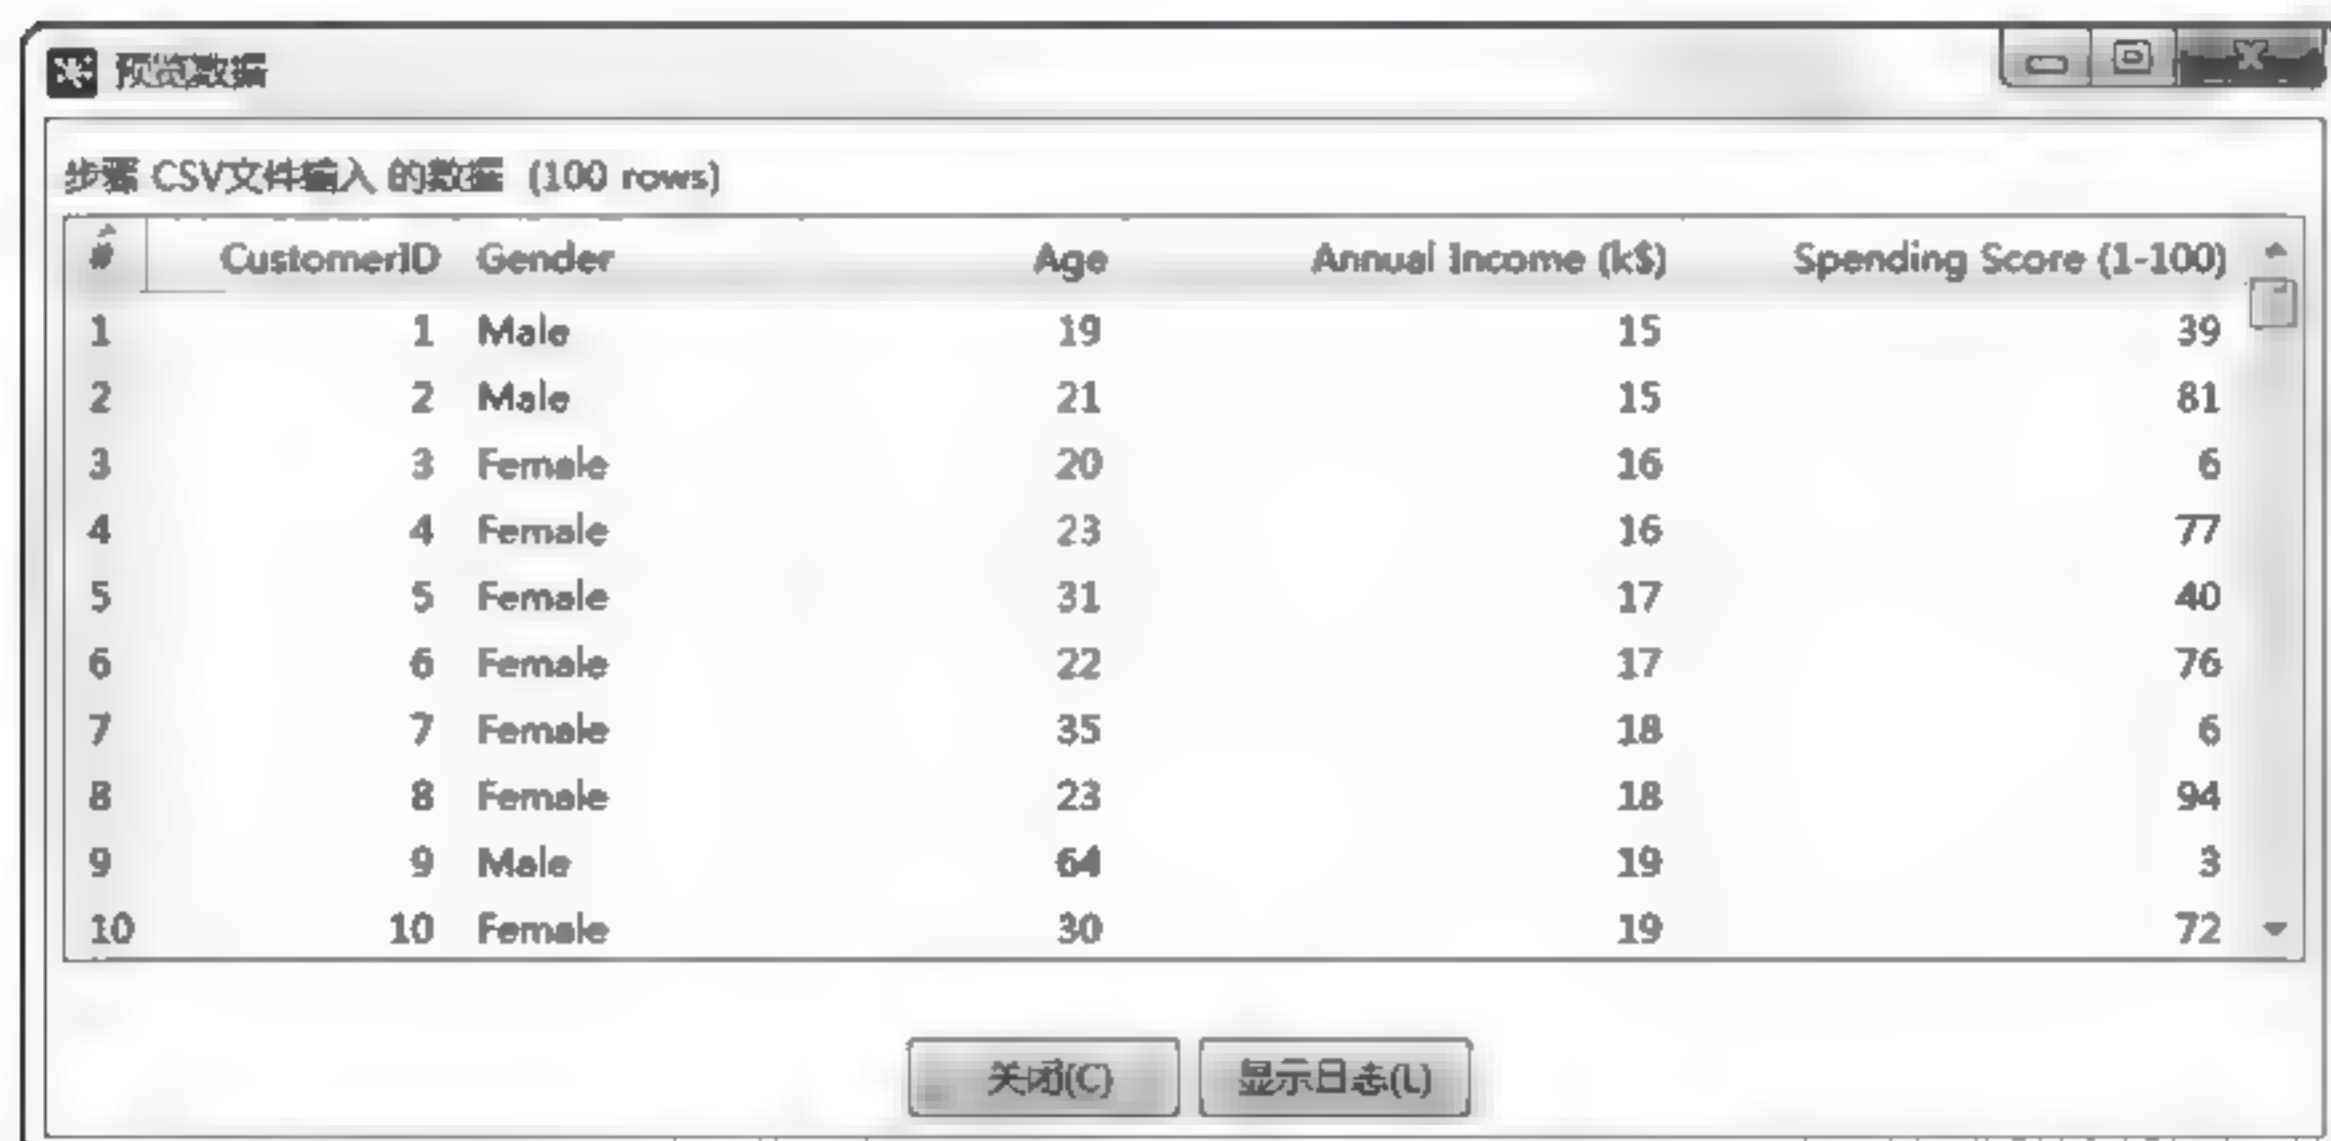 预览数据
步骤 CSV文件输入 的数据 (100 rows)
# CustomerID Gender Age Annual Income (k$) Spending Score (1-100)
1 1 Male 19 15 39
2 2 Male 21 15 81
3 3 Female 20 16 6
4 4 Female 23 16 77
5 5 Female 31 17 40
6 6 Female 22 17 76
7 7 Female 35 18 6
8 8 Female 23 18 94
9 9 Male 64 19 3
10 10 Female 30 19 72
关闭(C) 显示日志(L)